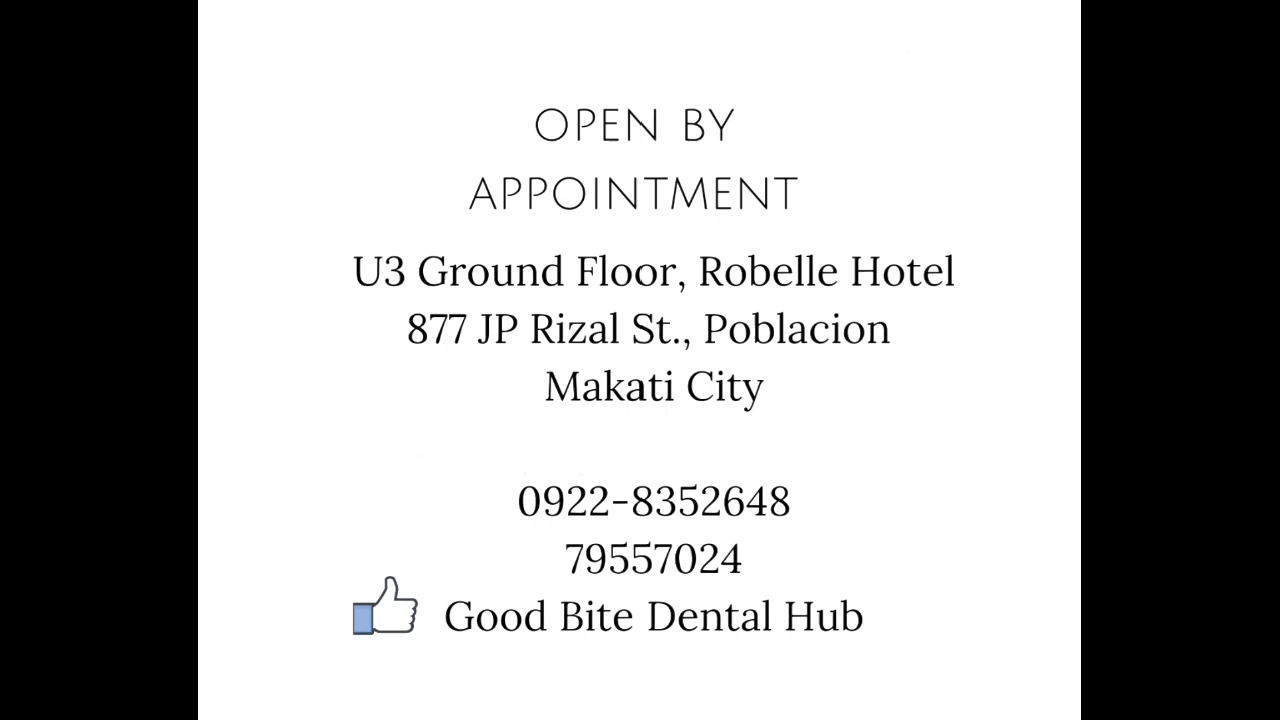 OPEN BY
APPOINTMENT
U3 Ground Floor, Robelle Hotel
877 JP Rizal St., Poblacion
Makati City
0922-8352648
79557024
Good Bite Dental Hub